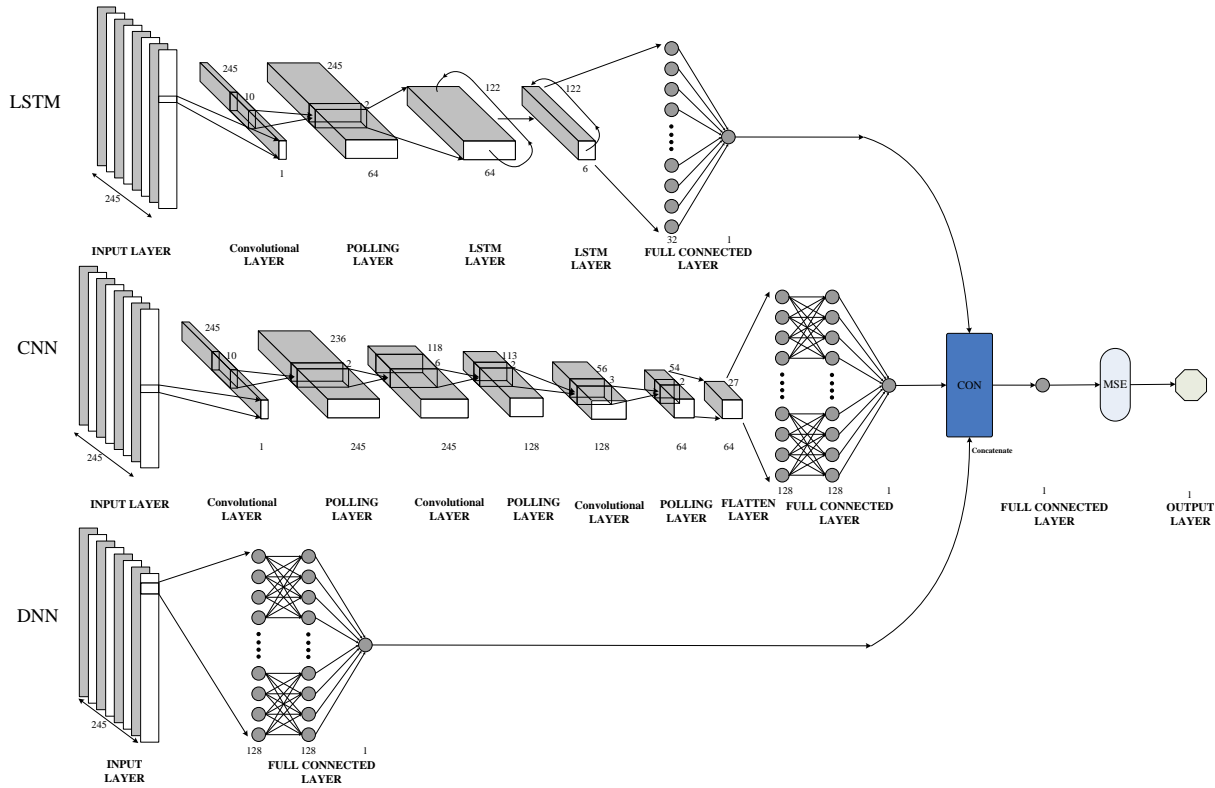 LSTM
245
245
10
1
245
2
64
122
64
122
6
32
1
INPUT LAYER
Convolutional
LAYER
POLLING
LAYER
LSTM
LAYER
LSTM
LAYER
FULL CONNECTED
LAYER
CNN
245
245
10
1
236
2
245
118
6
245
113
2
128
56
3
128
54
2
64
27
64
128
128
1
INPUT LAYER
Convolutional
LAYER
POLLING
LAYER
Convolutional
LAYER
POLLING
LAYER
Convolutional
LAYER
POLLING
LAYER
FLATTEN
LAYER
FULL CONNECTED
LAYER
CON
Concatenate
MSE
1
FULL CONNECTED
LAYER
1
OUTPUT
LAYER
DNN
245
128
128
1
INPUT
LAYER
FULL CONNECTED
LAYER